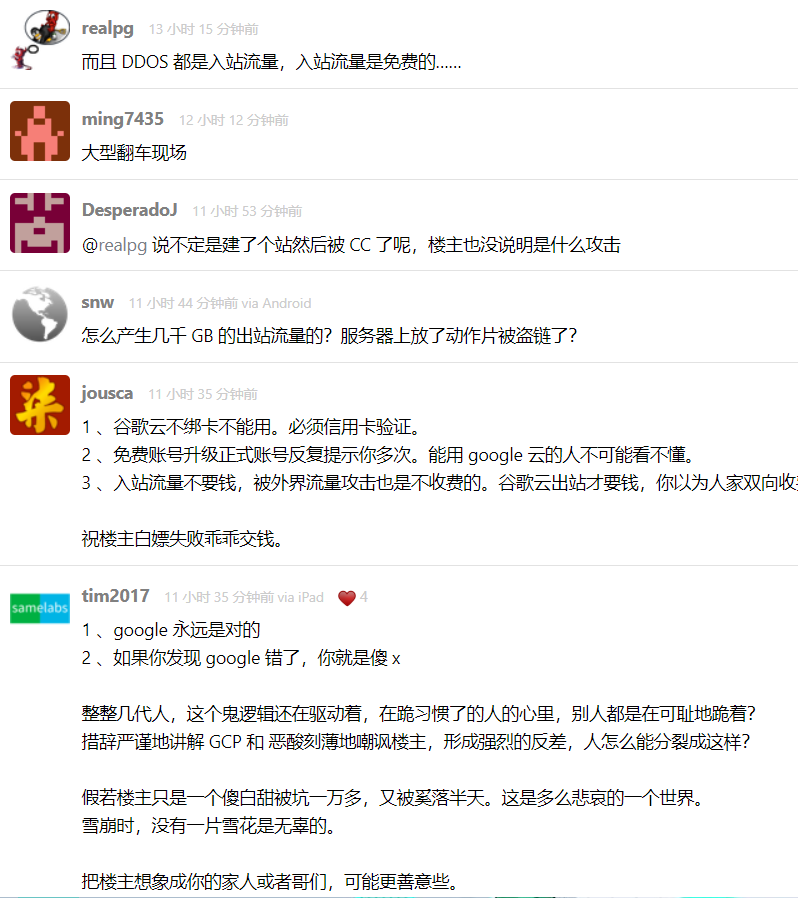 realpg 13 小时 15 分钟前
而且 DDOS 都是入站流量，入站流量是免费的……
ming7435 12 小时 12 分钟前
大型翻车现场
DesperadoJ 11 小时 53 分钟前
@realpg 说不定是建了个站然后被 CC 了呢，楼主也没说明是什么攻击
snw 11 小时 44 分钟前 via Android
怎么产生几千 GB 的出站流量的？服务器上放了动作片被盗链了？
柒
jousca 11 小时 35 分钟前
1 、谷歌云不绑卡不能用。必须信用卡验证。
2 、免费账号升级正式账号反复提示你多次。能用 google 云的人不可能看不懂。
3 、入站流量不要钱，被外界流量攻击也是不收费的。谷歌云出站才要钱，你以为人家双向收
祝楼主白嫖失败乖乖交钱。
samelabs
tim2017 11 小时 35 分钟前 via iPad 4
1 、google 永远是对的
2 、如果你发现 google 错了，你就是傻 x
整整几代人，这个鬼逻辑还在驱动着，在跪习惯了的人的心里，别人都是在可耻地跪着？
措辞严谨地讲解 GCP 和 恶酸刻薄地嘲讽楼主，形成强烈的反差，人怎么能分裂成这样？
假若楼主只是一个傻白甜被坑一万多，又被奚落半天。这是多么悲哀的一个世界。
雪崩时，没有一片雪花是无辜的。
把楼主想象成你的家人或者哥们，可能更善意些。